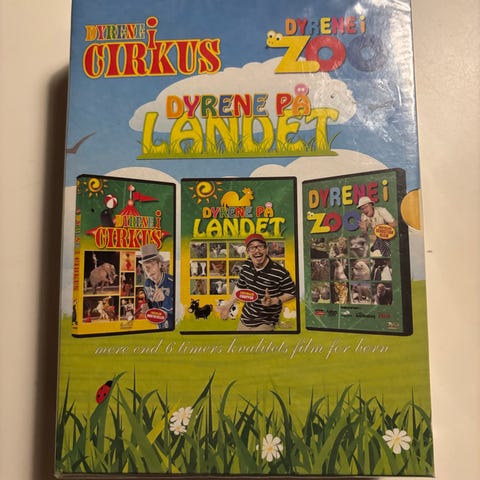 DYRENE i
CIRKUS
DYRENE i
ZOO
DYRENE PÅ
LANDET
DYRENE i
CIRKUS
DYRENE PÅ
LANDET
DYRENE i
ZOO
mere end 6 timers kvalitets film for børn